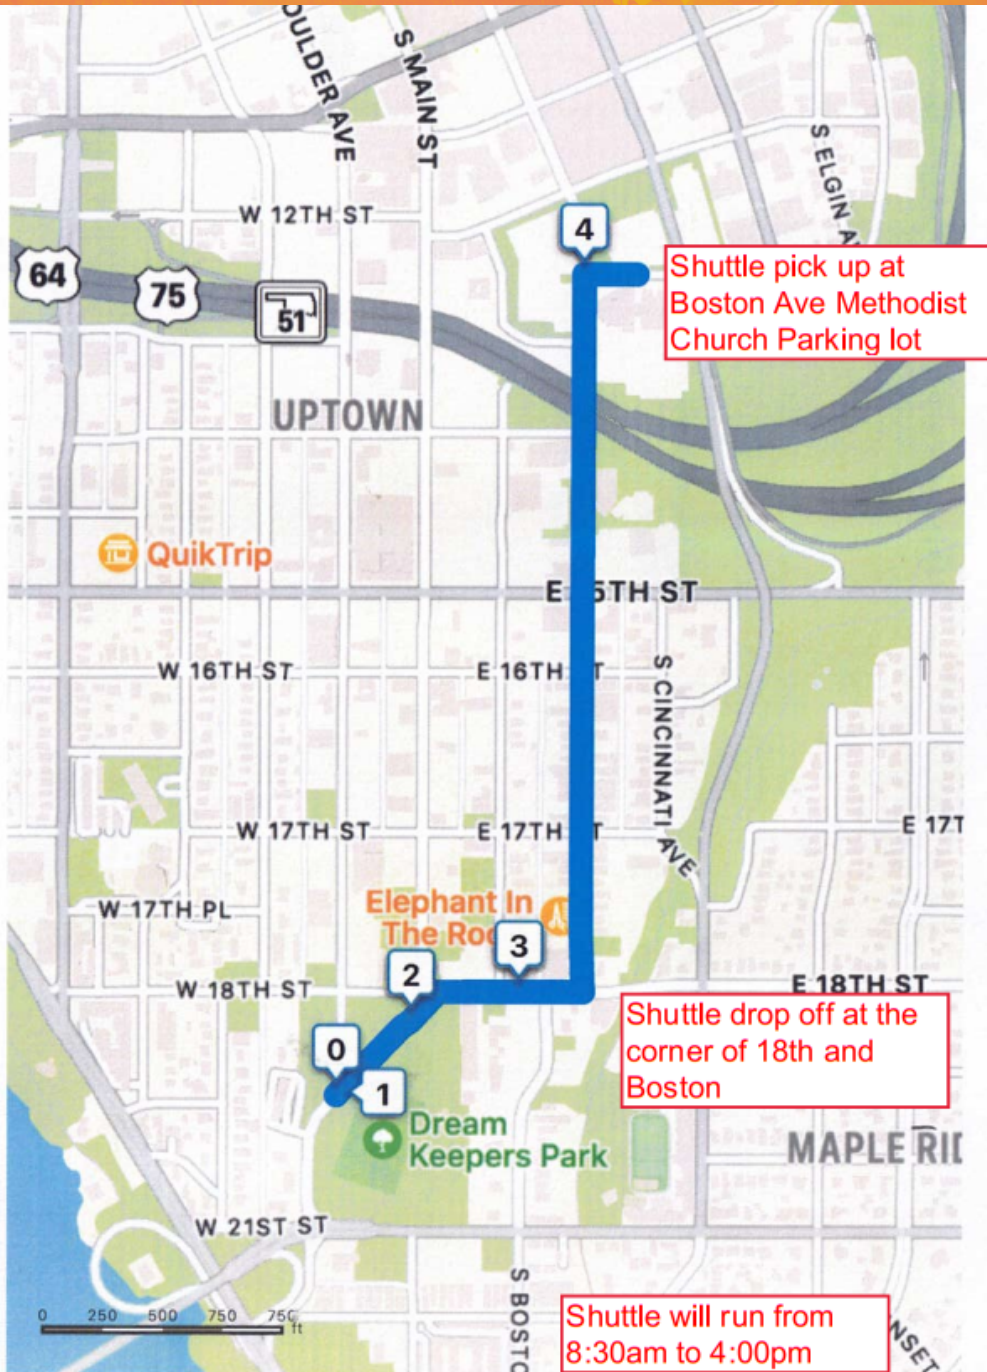 OULDER AVE
S MAIN ST
S ELGIN A
W 12TH ST
4
64
75
51
Shuttle pick up at
Boston Ave Methodist
Church Parking lot
UPTOWN
QuikTrip
E 5TH ST
W 16TH ST
E 16TH T
S CINCINNATI AVE
W 17TH ST
E 17TH T
E 17T
W 17TH PL
Elephant In
The Roo
3
2
W 18TH ST
E 18TH ST
Shuttle drop off at the
corner of 18th and
Boston
0
1
Dream
Keepers Park
MAPLE RID
W 21ST ST
S BOSTO
0 250 500 750 750
ft
Shuttle will run from
8:30am to 4:00pm
NSET